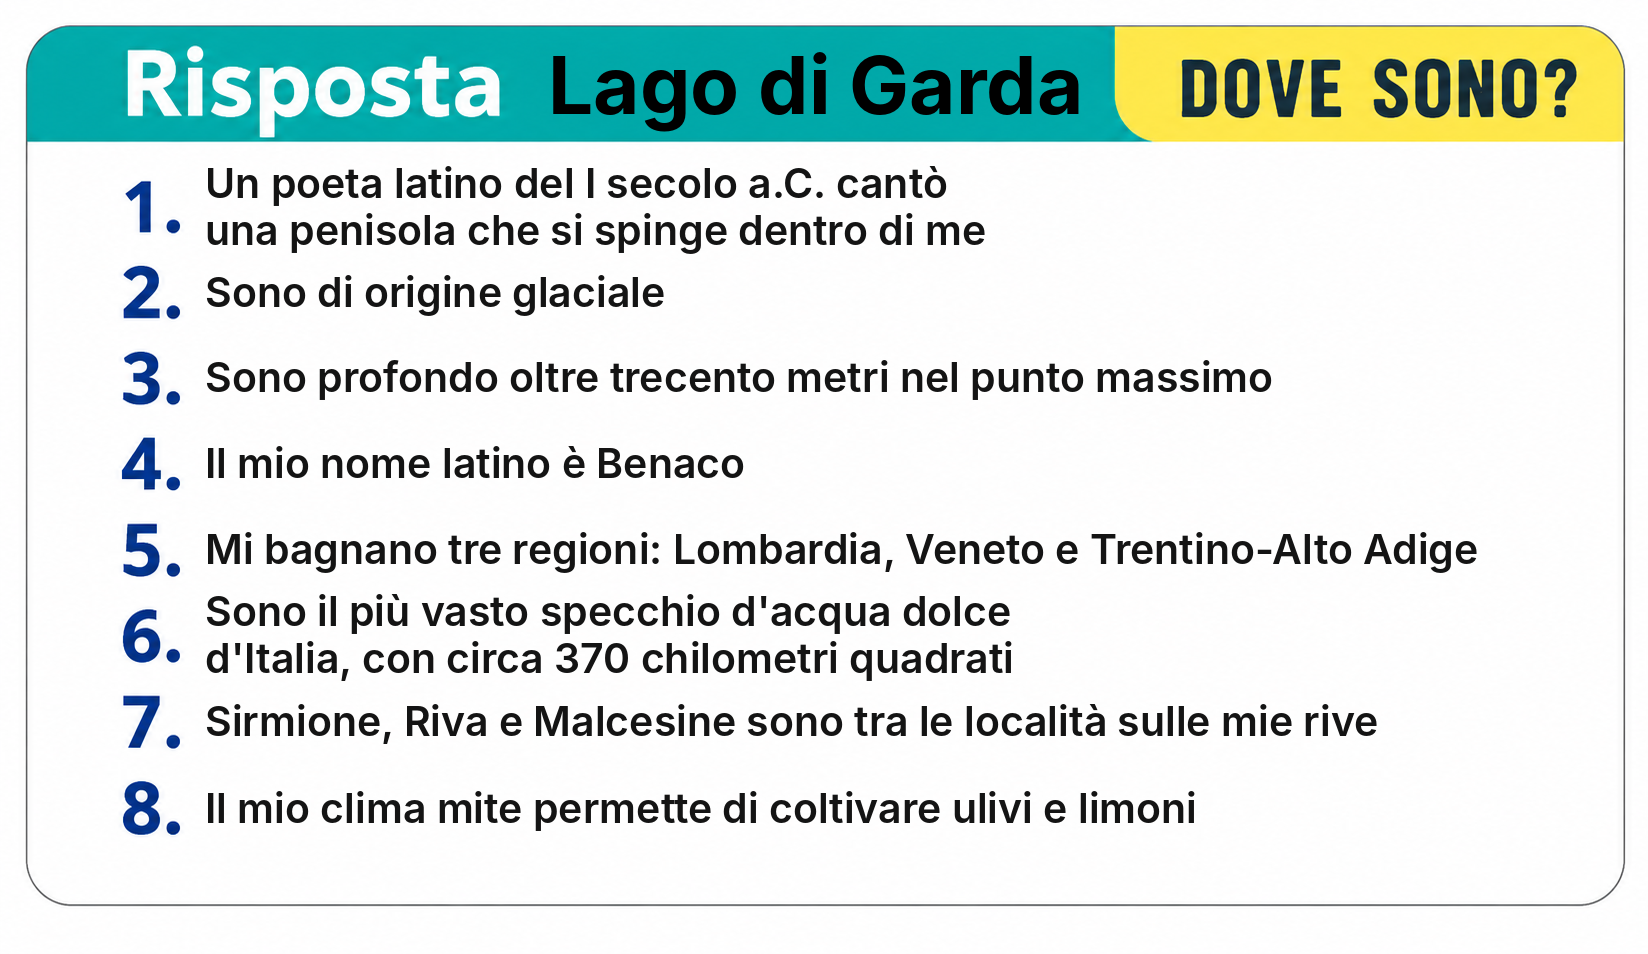 Risposta Lago di Garda DOVE SONO?
1. Un poeta latino del I secolo a.C. cantò
una penisola che si spinge dentro di me
2. Sono di origine glaciale
3. Sono profondo oltre trecento metri nel punto massimo
4. Il mio nome latino è Benaco
5. Mi bagnano tre regioni: Lombardia, Veneto e Trentino-Alto Adige
6. Sono il più vasto specchio d'acqua dolce
d'Italia, con circa 370 chilometri quadrati
7. Sirmione, Riva e Malcesine sono tra le località sulle mie rive
8. Il mio clima mite permette di coltivare ulivi e limoni